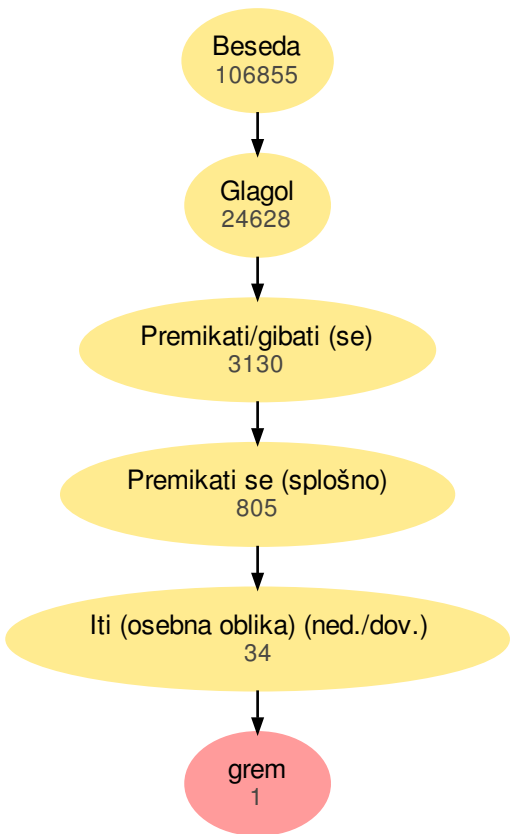 Beseda
106855
Glagol
24628
Premikati/gibati (se)
3130
Premikati se (splošno)
805
Iti (osebna oblika) (ned./dov.)
34
grem
1